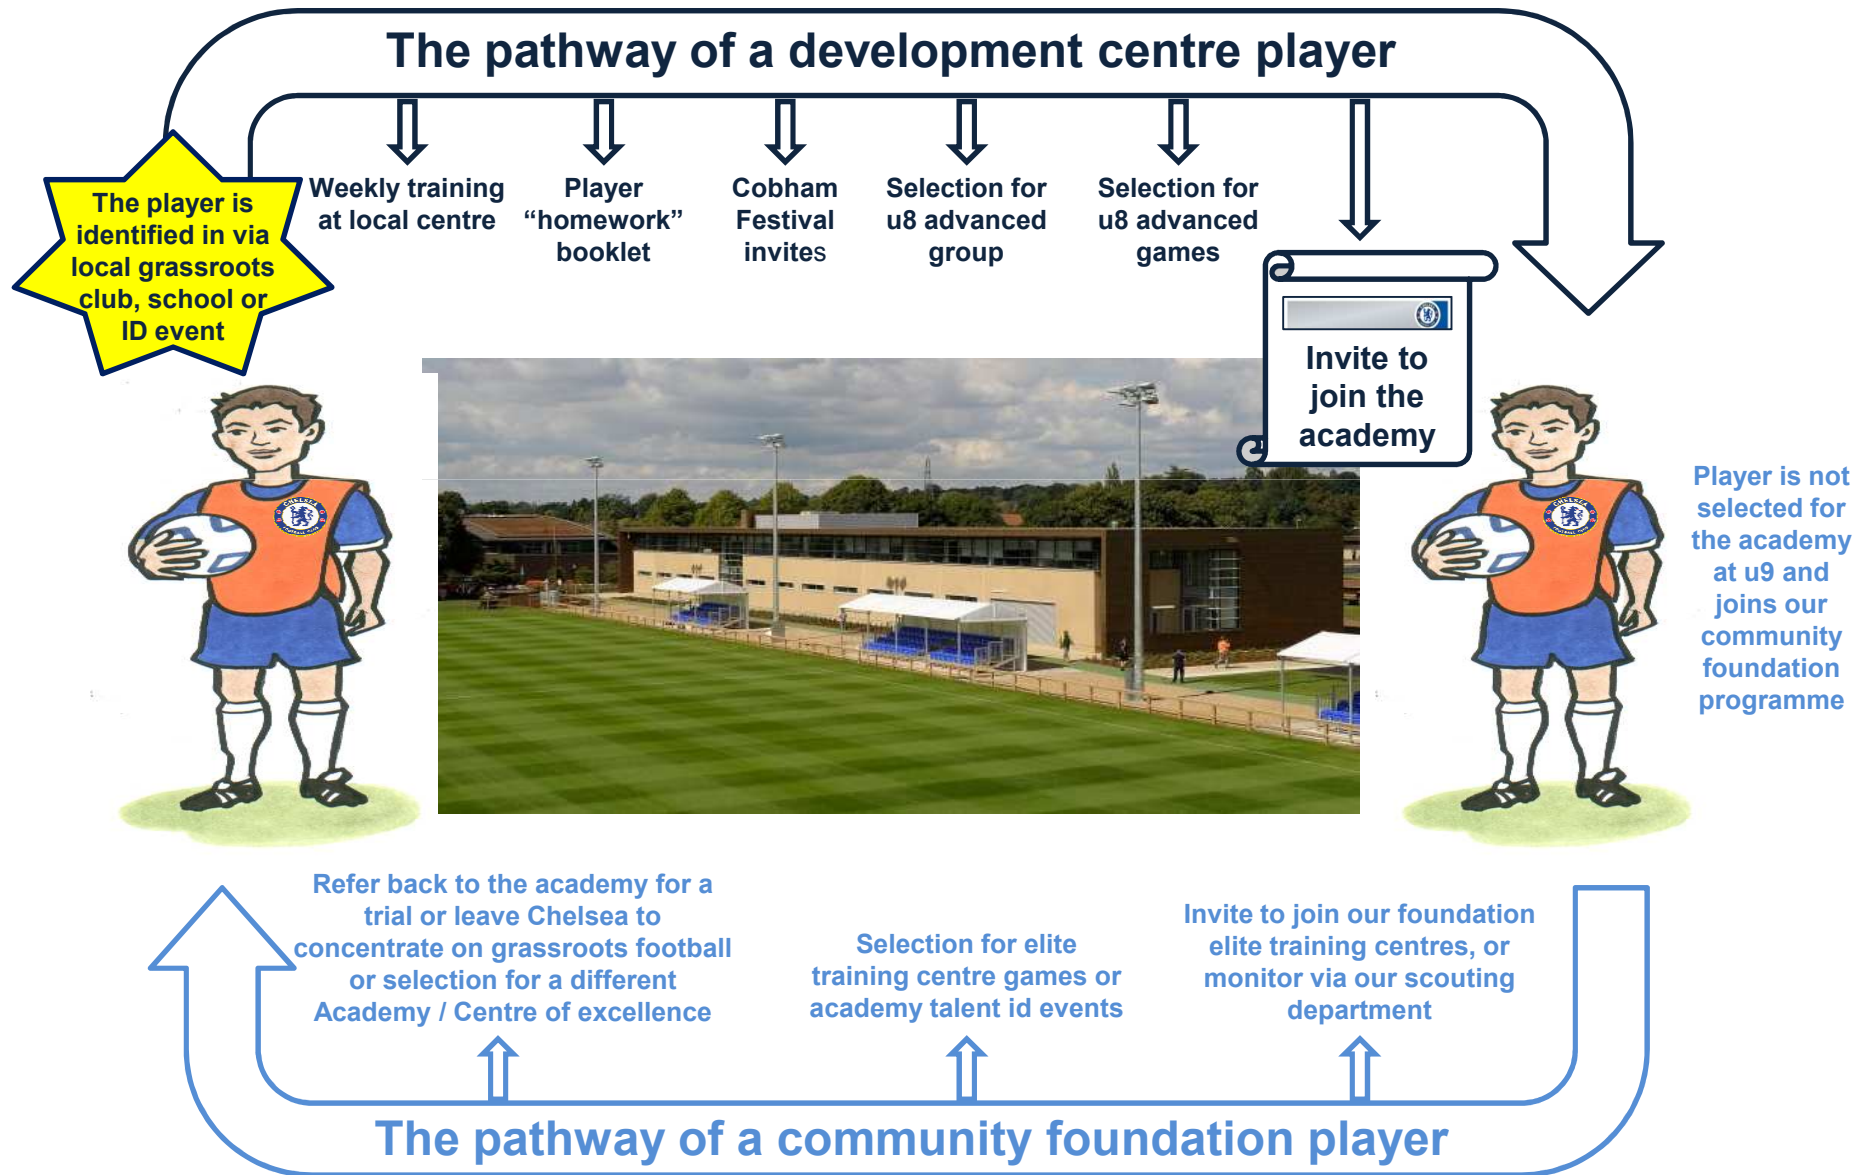 The pathway of a development centre player
The player is
identified in via
local grassroots
club, school or
ID event
Weekly training
at local centre
Player
“homework”
booklet
Cobham
Festival
invites
Selection for
u8 advanced
group
Selection for
u8 advanced
games
Invite to
join the
academy
CHELSEA
FOOTBALL CLUB
CHELSEA
FOOTBALL CLUB
Player is not
selected for
the academy
at u9 and
joins our
community
foundation
programme
Refer back to the academy for a
trial or leave Chelsea to
concentrate on grassroots football
or selection for a different
Academy / Centre of excellence
Selection for elite
training centre games or
academy talent id events
Invite to join our foundation
elite training centres, or
monitor via our scouting
department
The pathway of a community foundation player